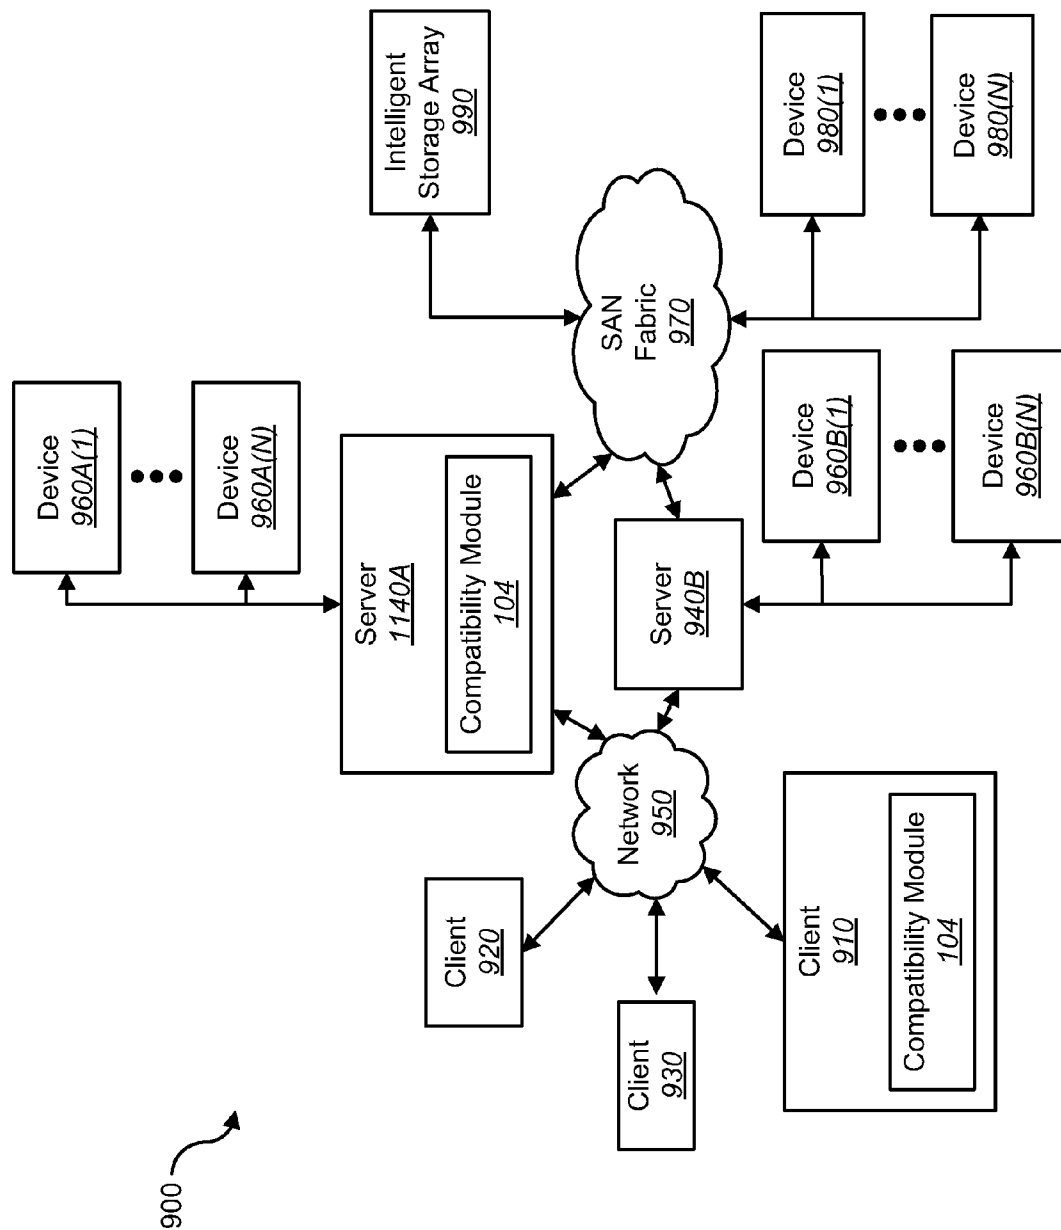 900
Client
920
Client
930
Client
910
Compatibility Module
104
Network
950
Server
1140A
Compatibility Module
104
Server
940B
Device
960A(1)
Device
960A(N)
SAN
Fabric
970
Device
960B(1)
Device
960B(N)
Intelligent
Storage Array
990
Device
980(1)
Device
980(N)